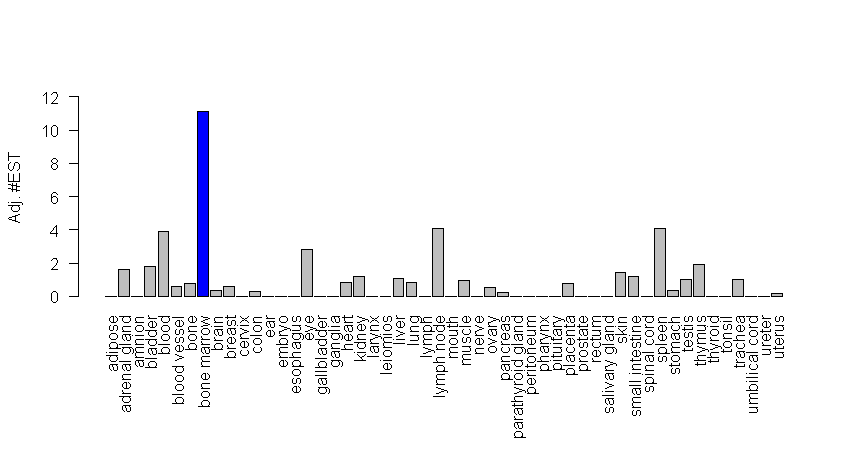 Adj. #EST
12
10
8
6
4
2
0
adipose
adrenal gland
amnion
bladder
blood
blood vessel
bone
bone marrow
brain
breast
cervix
colon
ear
embryo
esophagus
eye
gallbladder
ganglia
heart
kidney
larynx
leiomios
liver
lung
lymph
lymph node
mouth
muscle
nerve
ovary
pancreas
parathyroid gland
peritoneum
pharynx
pituitary
placenta
prostate
rectum
salivary gland
skin
small intestine
spinal cord
spleen
stomach
testis
thymus
thyroid
tonsil
trachea
umbilical cord
ureter
uterus